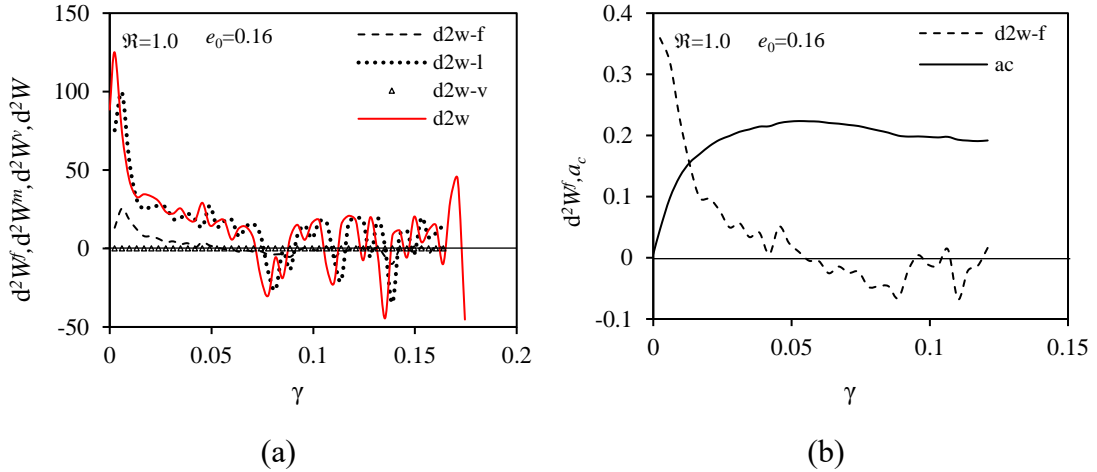 150
100
50
0
-50
0
0.05
0.1
0.15
0.2
ℜ=1.0 e₀=0.16
d2w-f
d2w-l
d2w-v
d2w
d²Wᶠ,d²Wᵐ,d²Wᵛ,d²W
γ
(a)
0.4
0.3
0.2
0.1
0
-0.1
0
0.05
0.1
0.15
ℜ=1.0 e₀=0.16
d2w-f
ac
d²Wᶠ,a_c
γ
(b)